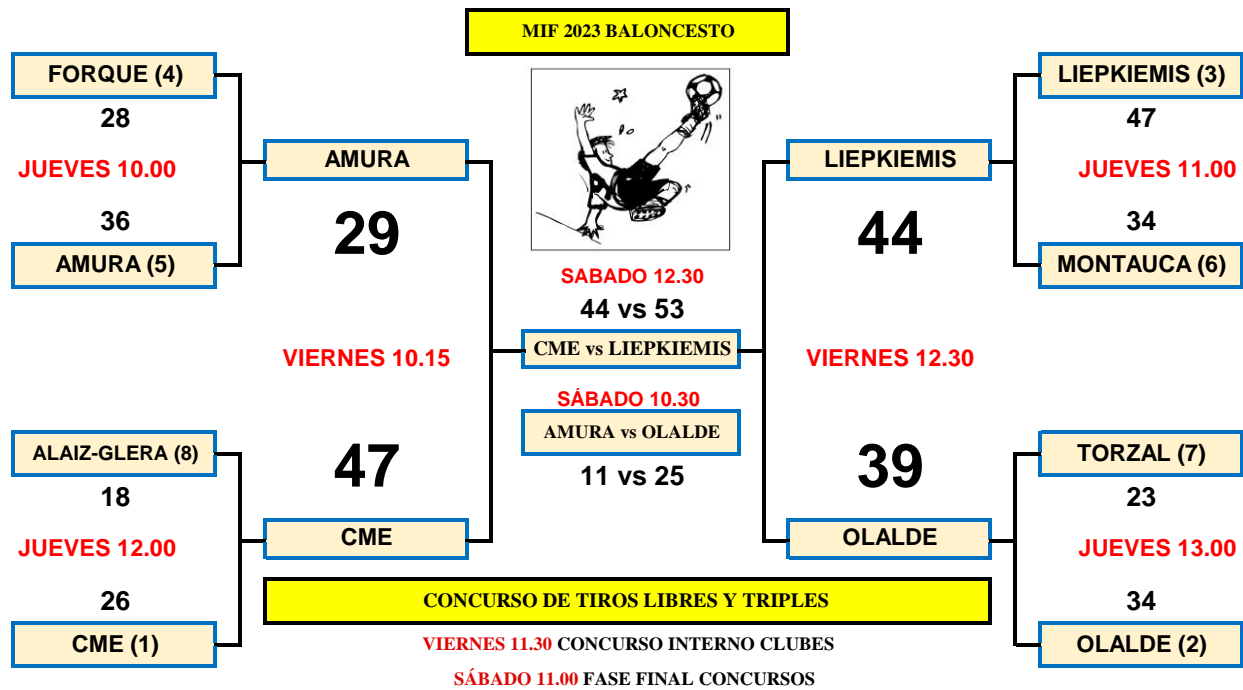 MIF 2023 BALONCESTO
FORQUE (4)
28
JUEVES 10.00
36
AMURA (5)
AMURA
29
VIERNES 10.15
47
CME
ALAIZ-GLERA (8)
18
JUEVES 12.00
26
CME (1)
SABADO 12.30
44 vs 53
CME vs LIEPKIEMIS
SÁBADO 10.30
AMURA vs OLALDE
11 vs 25
LIEPKIEMIS
44
VIERNES 12.30
39
OLALDE
LIEPKIEMIS (3)
47
JUEVES 11.00
34
MONTAUCA (6)
TORZAL (7)
23
JUEVES 13.00
34
OLALDE (2)
CONCURSO DE TIROS LIBRES Y TRIPLES
VIERNES 11.30 CONCURSO INTERNO CLUBES
SÁBADO 11.00 FASE FINAL CONCURSOS